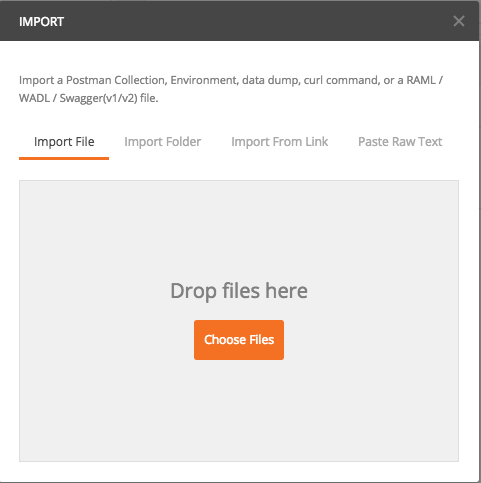 IMPORT
Import a Postman Collection, Environment, data dump, curl command, or a RAML /
WADL / Swagger(v1/v2) file.
Import File Import Folder Import From Link Paste Raw Text
Drop files here
Choose Files